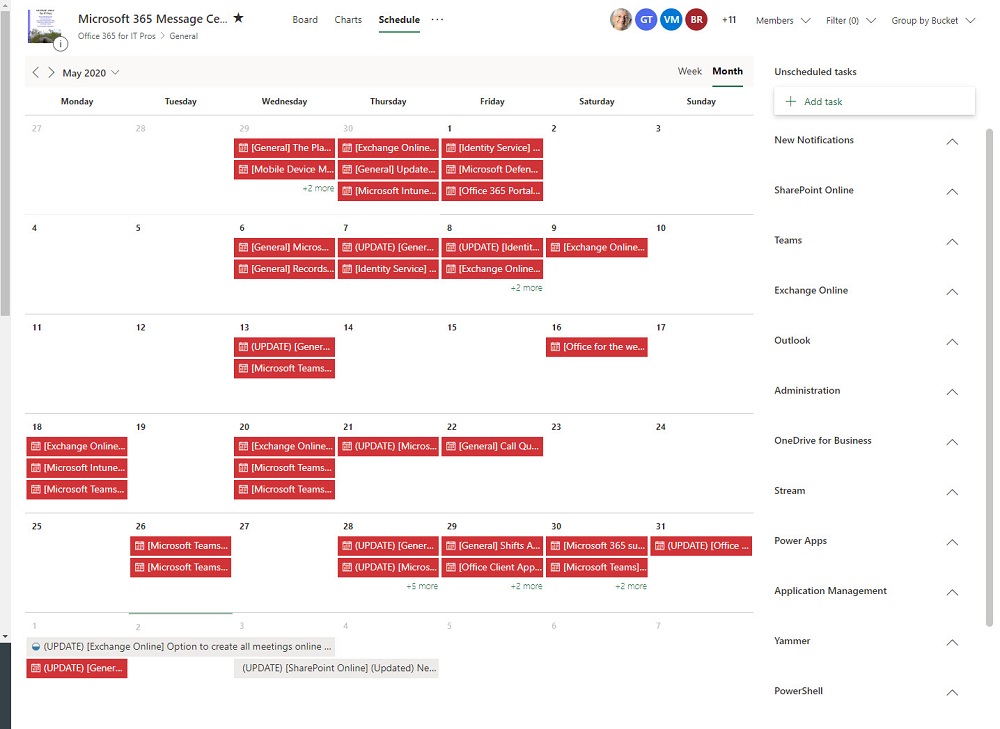 Microsoft 365 Message Ce... ★
Office 365 for IT Pros > General
Board Charts Schedule ...
GT VM BR +11 Members Filter (0) Group by Bucket
May 2020
Week Month
Monday Tuesday Wednesday Thursday Friday Saturday Sunday
27 28 29 30 1 2 3
[General] The Pla... [Exchange Online... [Identity Service] ...
[Mobile Device M... [General] Update... [Microsoft Defen...
+2 more [Microsoft Intune... [Office 365 Portal...
4 5 6 7 8 9 10
[General] Micros... (UPDATE) [Gener... (UPDATE) [Identit... [Exchange Online...
[General] Records... [Identity Service] ... [Exchange Online...
+2 more
11 12 13 14 15 16 17
(UPDATE) [Gener... [Office for the we...
[Microsoft Teams...
18 19 20 21 22 23 24
[Exchange Online... [Exchange Online... (UPDATE) [Micros... [General] Call Qu...
[Microsoft Intune... [Microsoft Teams...
[Microsoft Teams... [Microsoft Teams...
25 26 27 28 29 30 31
[Microsoft Teams... (UPDATE) [Gener... [General] Shifts A... [Microsoft 365 su... (UPDATE) [Office ...
[Microsoft Teams... (UPDATE) [Micros... [Office Client App... [Microsoft Teams]...
+5 more +2 more +2 more
1 2 3 4 5 6 7
(UPDATE) [Exchange Online] Option to create all meetings online ...
(UPDATE) [Gener... (UPDATE) [SharePoint Online] (Updated) Ne...
Unscheduled tasks
+ Add task
New Notifications
SharePoint Online
Teams
Exchange Online
Outlook
Administration
OneDrive for Business
Stream
Power Apps
Application Management
Yammer
PowerShell